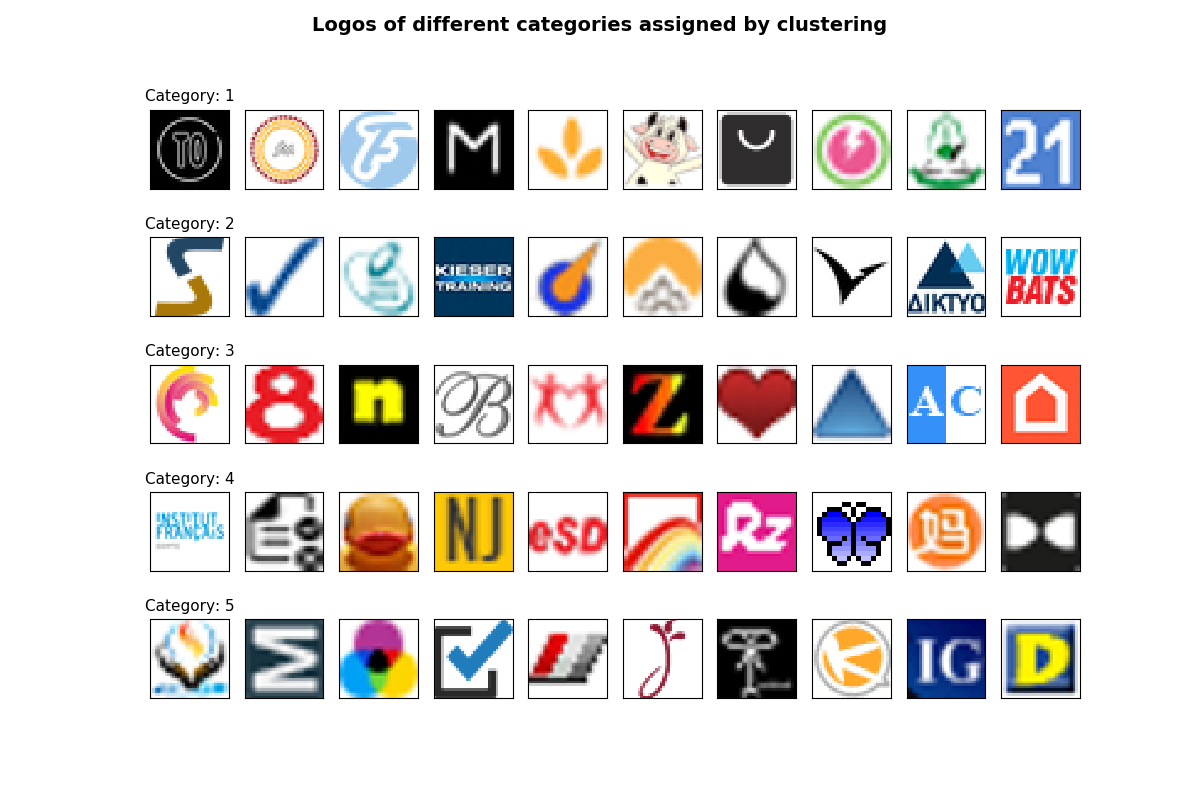 Logos of different categories assigned by clustering
Category: 1
TO
M
21
Category: 2
S
KIESER
TRAINING
ΔΙΚΤΥΟ
WOW
BATS
Category: 3
8
n
B
Z
A C
Category: 4
INSTITUT
FRANÇAIS
NJ
eSD
Rz
妈
Category: 5
M
K
IG
D